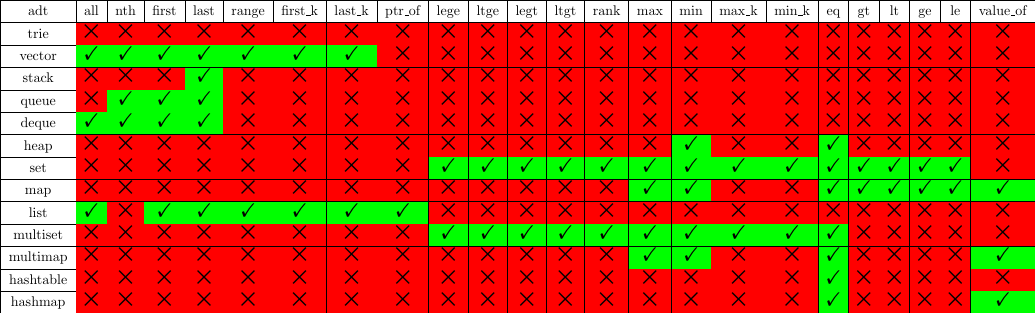 adt all nth first last range first_k last_k ptr_of lege ltge legt ltgt rank max min max_k min_k eq gt lt ge le value_of
trie × × × × × × × × × × × × × × × × × × × × × × ×
vector ✓ ✓ ✓ ✓ ✓ ✓ ✓ × × × × × × × × × × × × × × × ×
stack × × × ✓ × × × × × × × × × × × × × × × × × × ×
queue × ✓ ✓ ✓ × × × × × × × × × × × × × × × × × × ×
deque ✓ ✓ ✓ ✓ × × × × × × × × × × × × × × × × × × ×
heap × × × × × × × × × × × × × × ✓ × × ✓ × × × × ×
set × × × × × × × × ✓ ✓ ✓ ✓ ✓ ✓ ✓ ✓ ✓ ✓ ✓ ✓ ✓ ✓ ×
map × × × × × × × × × × × × × ✓ ✓ × × ✓ ✓ ✓ ✓ ✓ ✓
list ✓ × ✓ ✓ ✓ ✓ ✓ ✓ × × × × × × × × × × × × × × ×
multiset × × × × × × × × ✓ ✓ ✓ ✓ ✓ ✓ ✓ ✓ ✓ ✓ × × × × ×
multimap × × × × × × × × × × × × × ✓ ✓ × × ✓ × × × × ✓
hashtable × × × × × × × × × × × × × × × × × ✓ × × × × ×
hashmap × × × × × × × × × × × × × × × × × ✓ × × × × ✓